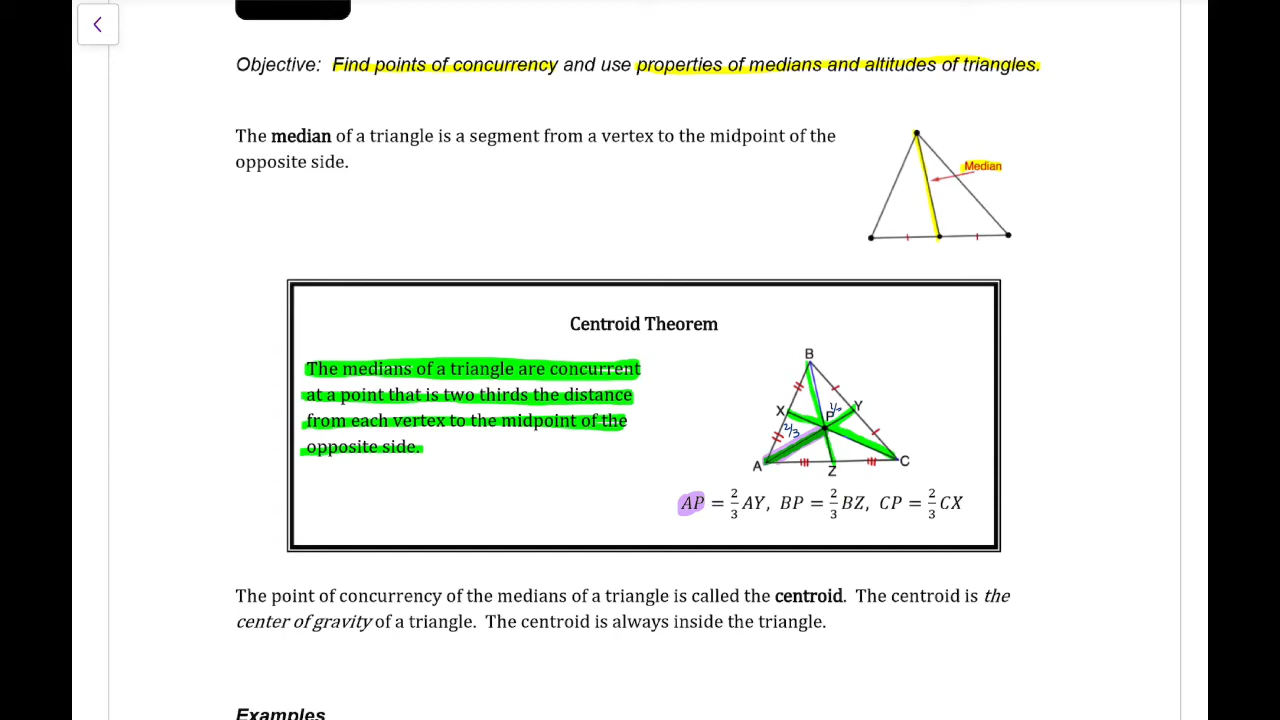 Objective: Find points of concurrency and use properties of medians and altitudes of triangles.
The median of a triangle is a segment from a vertex to the midpoint of the
opposite side.
Median
Centroid Theorem
The medians of a triangle are concurrent
at a point that is two thirds the distance
from each vertex to the midpoint of the
opposite side.
B
X
P
1/3
Y
2/3
A
Z
C
AP = 2/3 AY, BP = 2/3 BZ, CP = 2/3 CX
The point of concurrency of the medians of a triangle is called the centroid. The centroid is the
center of gravity of a triangle. The centroid is always inside the triangle.
Examples